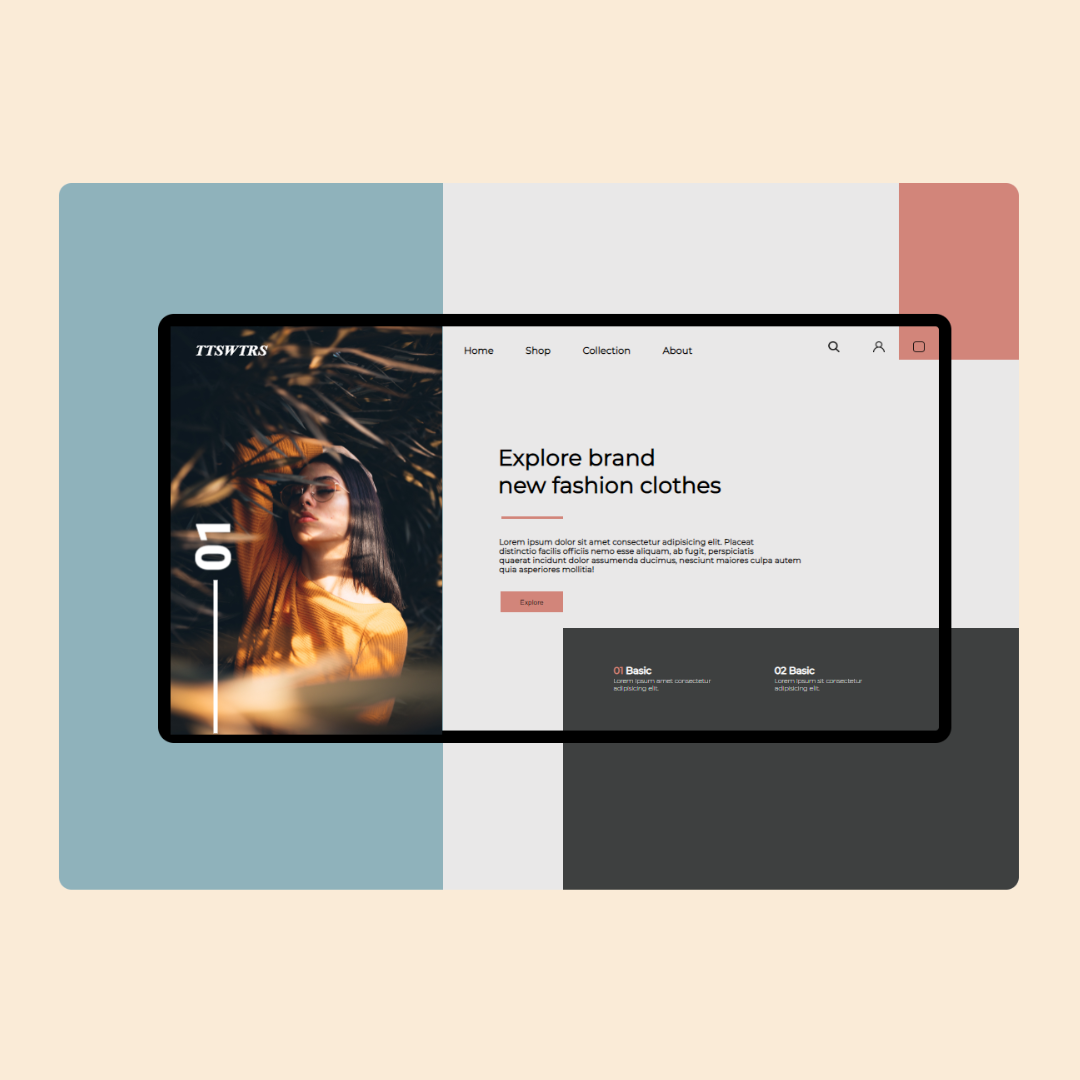 TTSWTRS
Home Shop Collection About
Explore brand
new fashion clothes
Lorem ipsum dolor sit amet consectetur adipisicing elit. Placeat
distinctio facilis officiis nemo esse aliquam, ab fugit, perspiciatis
quaerat incidunt dolor assumenda ducimus, nesciunt maiores culpa autem
quia asperiores mollitia!
Explore
01
01 Basic
Lorem ipsum amet consectetur
adipisicing elit.
02 Basic
Lorem ipsum sit consectetur
adipisicing elit.